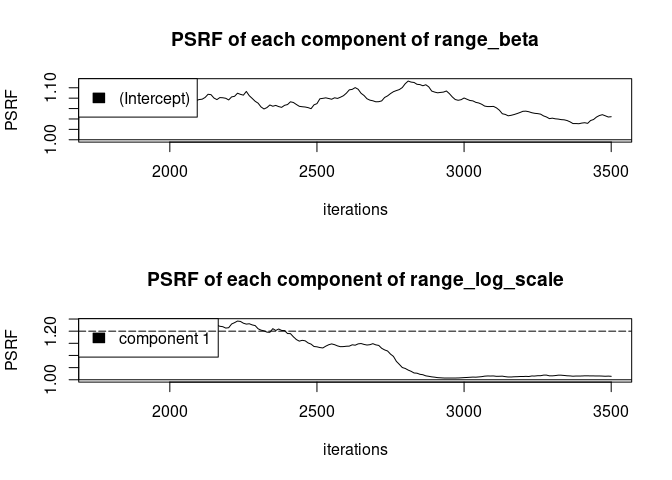 PSRF of each component of range_beta
PSRF
1.10
1.00
(Intercept)
2000 2500 3000 3500
iterations
PSRF of each component of range_log_scale
PSRF
1.20
1.00
component 1
2000 2500 3000 3500
iterations